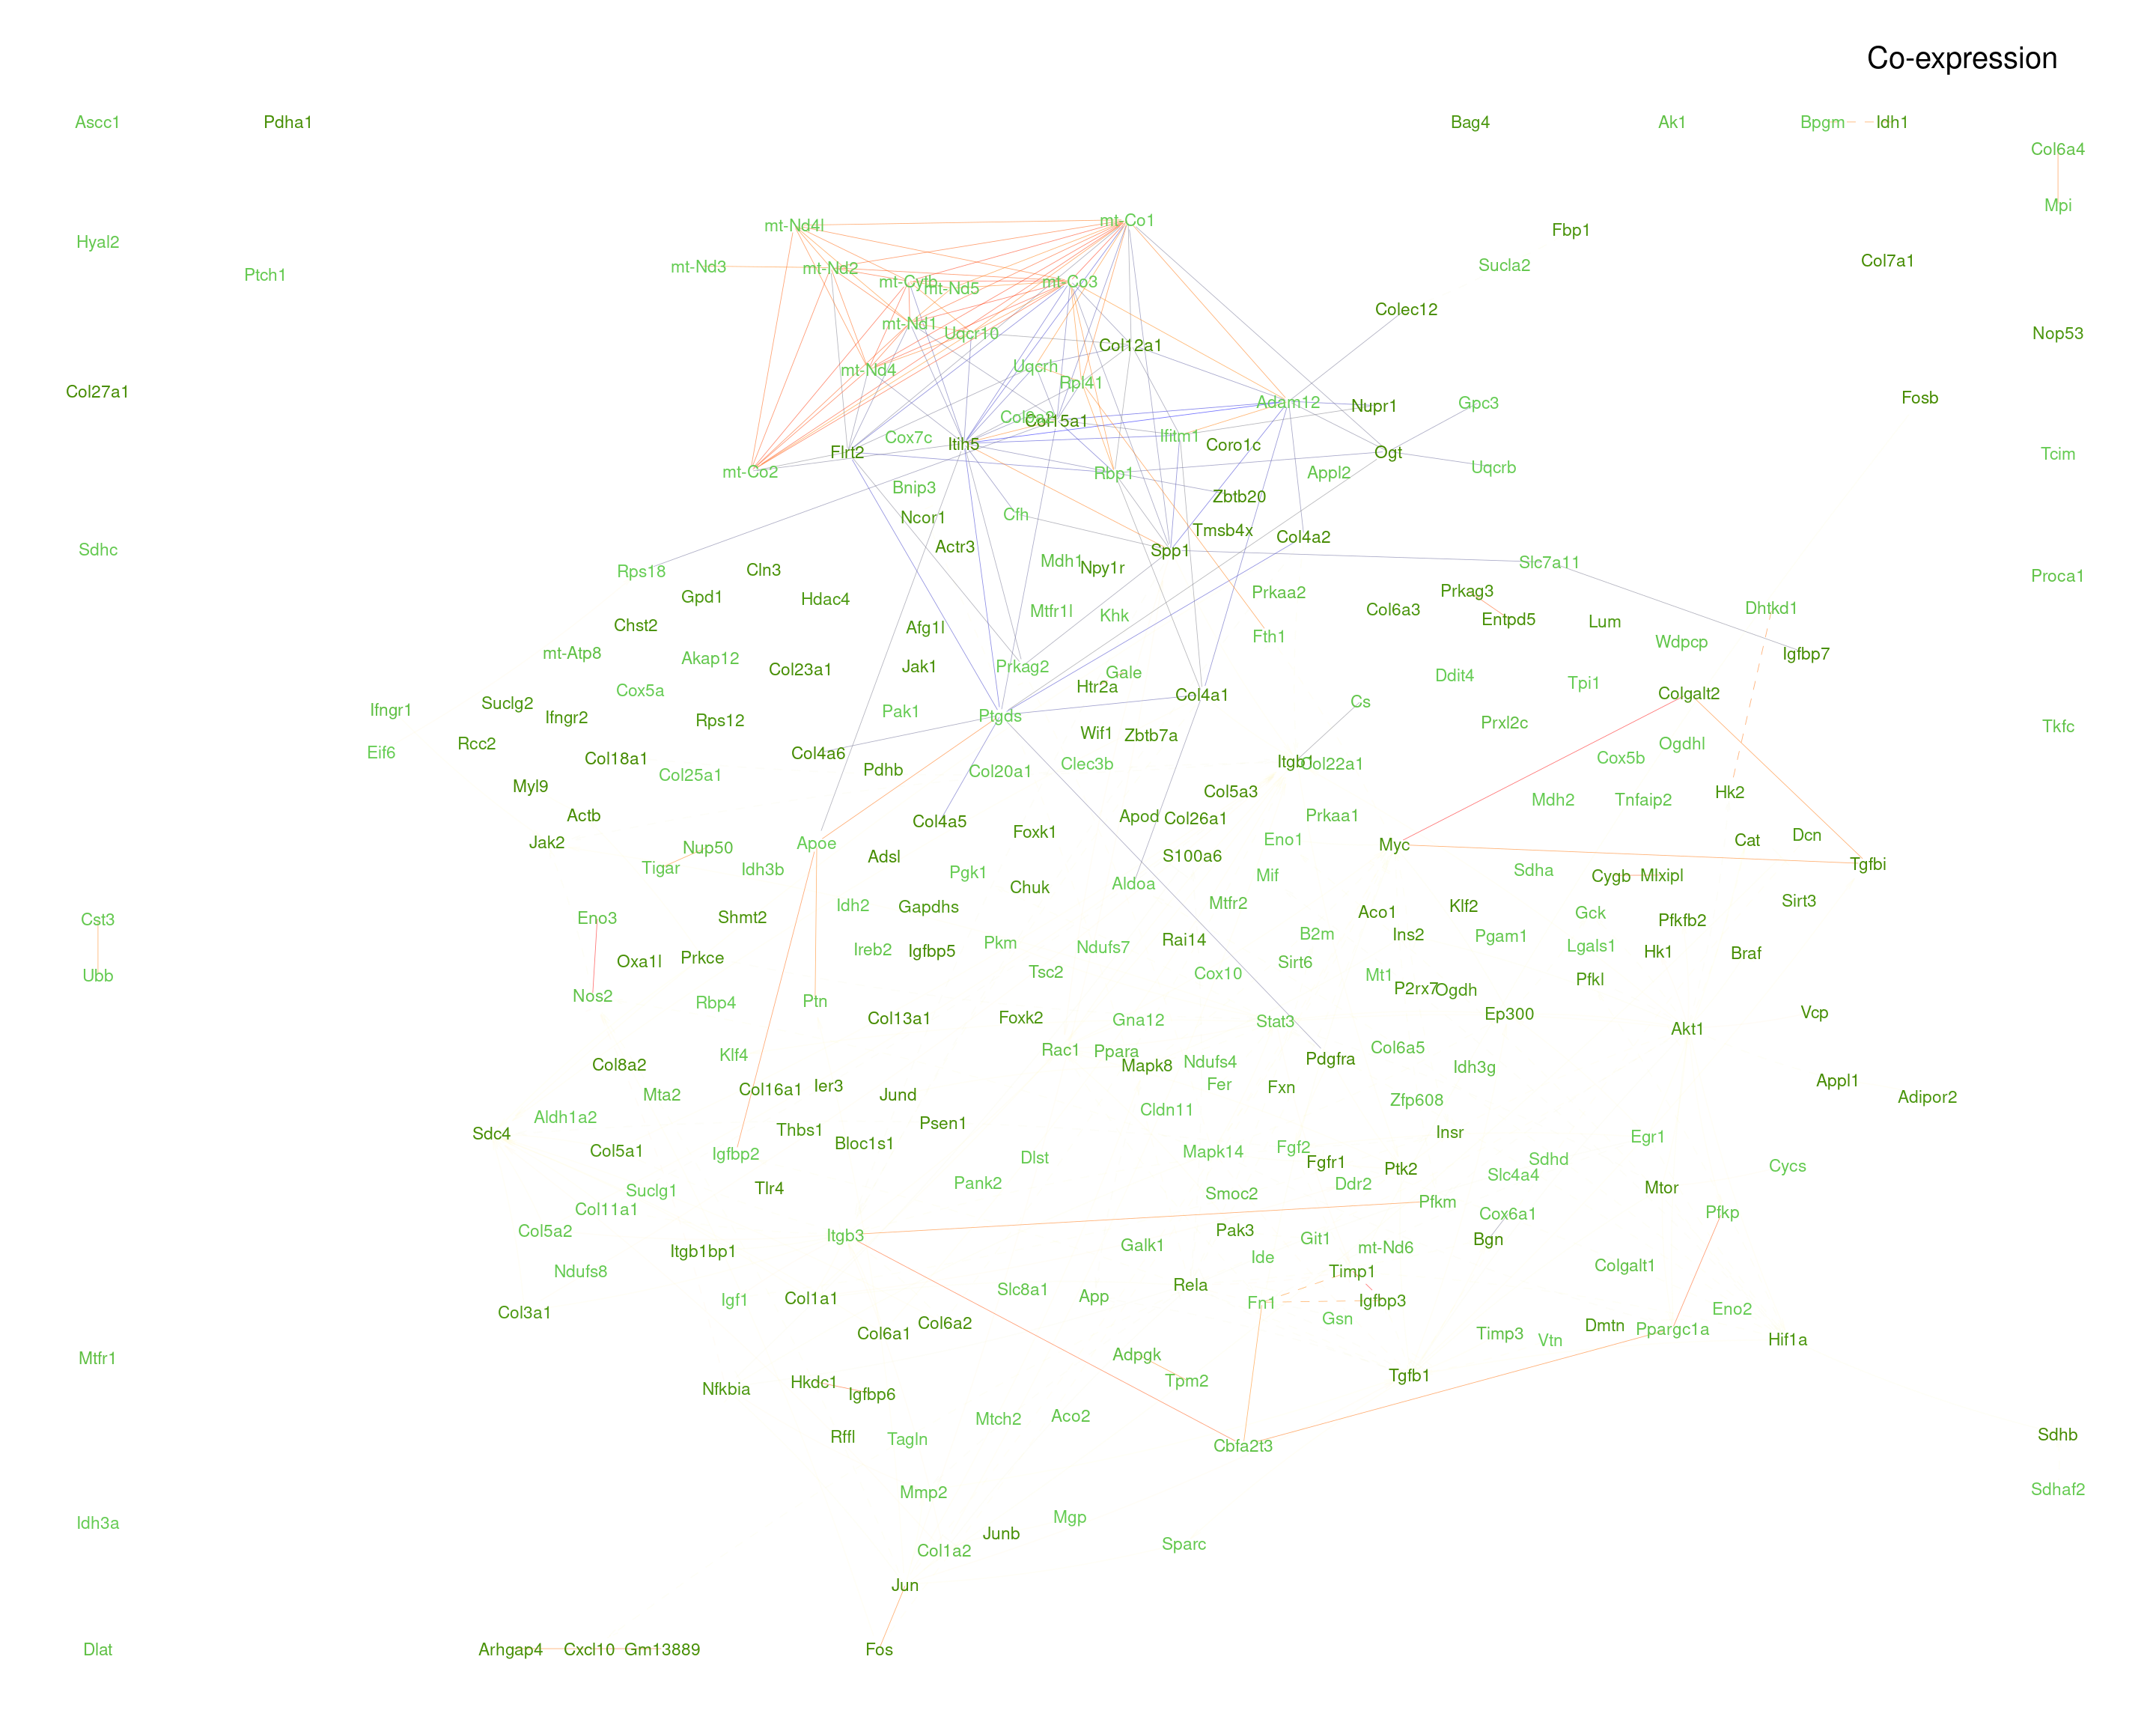 Co-expression
Ascc1
Pdha1
Bag4
Ak1
Bpgm
Idh1
Col6a4
Mpi
mt-Nd4l
mt-Co1
Fbp1
Hyal2
Ptch1
mt-Nd3
mt-Nd2
Sucla2
Col7a1
mt-Cytb
mt-Nd5
mt-Co3
Colec12
mt-Nd1
Uqcr10
Nop53
Col12a1
mt-Nd4
Uqcrh
Rpl41
Col27a1
Fosb
Adam12
Nupr1
Gpc3
Col9a2
Col15a1
Cox7c
Ifitm1
Itih5
Coro1c
Flrt2
Ogt
Tcim
mt-Co2
Rbp1
Appl2
Uqcrb
Bnip3
Zbtb20
Cfh
Ncor1
Tmsb4x
Col4a2
Sdhc
Actr3
Spp1
Mdh1
Npy1r
Slc7a11
Rps18
Cln3
Proca1
Gpd1
Hdac4
Prkaa2
Prkag3
Col6a3
Entpd5
Dhtkd1
Mtfr1l
Khk
Lum
Chst2
Afg1l
Fth1
Wdpcp
mt-Atp8
Akap12
Igfbp7
Col23a1
Jak1
Prkag2
Gale
Ddit4
Cox5a
Htr2a
Col4a1
Tpi1
Colgalt2
Ifngr1
Suclg2
Ifngr2
Rps12
Pak1
Ptgds
Cs
Prxl2c
Tkfc
Eif6
Rcc2
Col18a1
Col4a6
Wif1
Zbtb7a
Ogdhl
Col25a1
Pdhb
Col20a1
Clec3b
Itgb1
Col22a1
Cox5b
Myl9
Col5a3
Mdh2
Tnfaip2
Hk2
Actb
Col4a5
Apod
Col26a1
Prkaa1
Jak2
Nup50
Apoe
Foxk1
Eno1
Myc
Cat
Dcn
Tigar
Idh3b
Adsl
S100a6
Tgfbi
Pgk1
Chuk
Aldoa
Mif
Sdha
Cygb
Mlxipl
Cst3
Eno3
Shmt2
Idh2
Gapdhs
Mtfr2
Aco1
Klf2
Gck
Pfkfb2
Sirt3
Ireb2
Igfbp5
Pkm
Ndufs7
Rai14
B2m
Ins2
Pgam1
Lgals1
Hk1
Braf
Ubb
Oxa1l
Prkce
Tsc2
Cox10
Sirt6
Mt1
Pfkl
Nos2
Rbp4
Ptn
P2rx7
Ogdh
Col13a1
Foxk2
Gna12
Stat3
Ep300
Akt1
Vcp
Col8a2
Klf4
Rac1
Ppara
Mapk8
Ndufs4
Pdgfra
Col6a5
Idh3g
Mta2
Col16a1
Ier3
Jund
Fer
Fxn
Zfp608
Appl1
Adipor2
Aldh1a2
Cldn11
Sdc4
Thbs1
Bloc1s1
Psen1
Insr
Egr1
Col5a1
Igfbp2
Dlst
Mapk14
Fgf2
Fgfr1
Ptk2
Sdhd
Cycs
Suclg1
Tlr4
Pank2
Smoc2
Ddr2
Slc4a4
Mtor
Col11a1
Pfkm
Cox6a1
Pfkp
Col5a2
Itgb3
Pak3
Git1
Bgn
Itgb1bp1
Galk1
Ide
mt-Nd6
Ndufs8
Timp1
Colgalt1
Igf1
Col1a1
Slc8a1
App
Rela
Fn1
Igfbp3
Eno2
Col3a1
Col6a1
Col6a2
Gsn
Timp3
Vtn
Dmtn
Ppargc1a
Hif1a
Mtfr1
Adpgk
Nfkbia
Hkdc1
Igfbp6
Tpm2
Tgfb1
Rffl
Tagln
Mtch2
Aco2
Cbfa2t3
Sdhb
Mmp2
Sdhaf2
Idh3a
Junb
Mgp
Col1a2
Sparc
Jun
Dlat
Arhgap4
Cxcl10
Gm13889
Fos